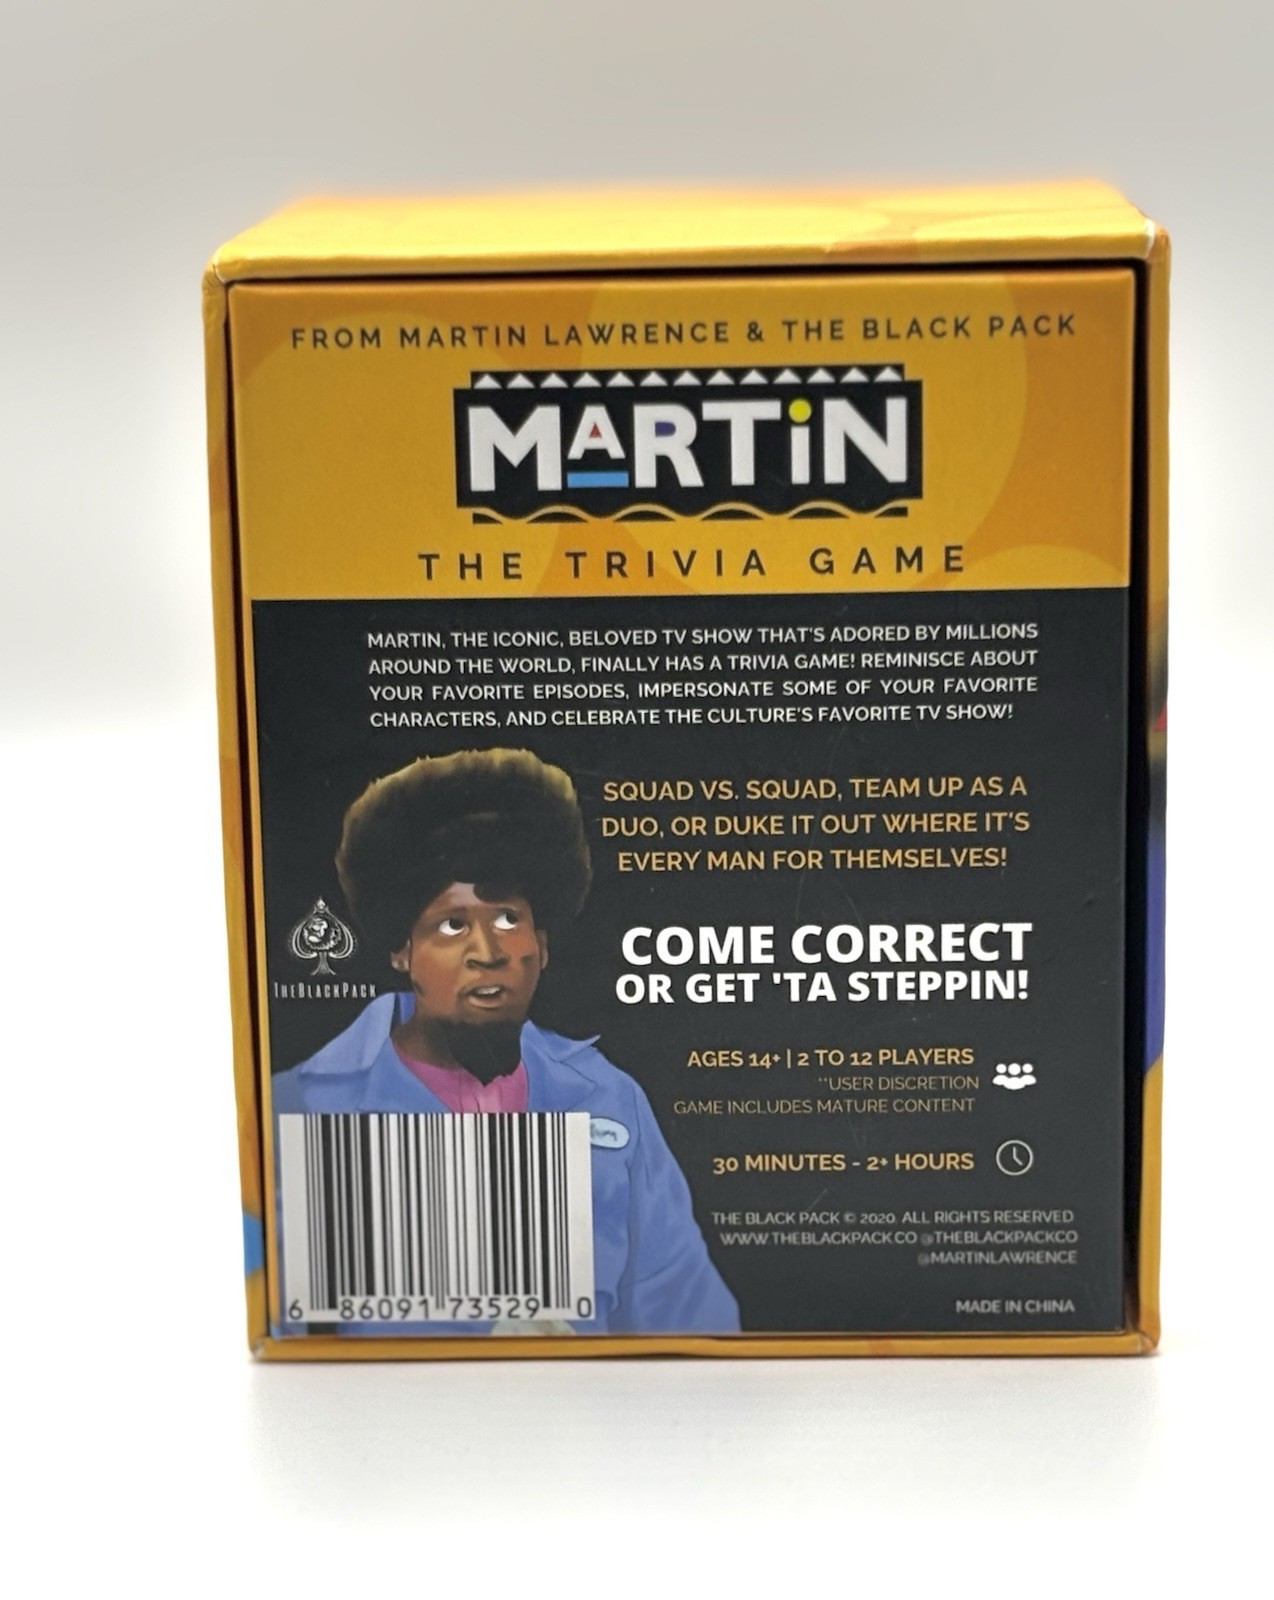 FROM MARTIN LAWRENCE & THE BLACK PACK
MARTiN
THE TRIVIA GAME
MARTIN, THE ICONIC, BELOVED TV SHOW THAT'S ADORED BY MILLIONS
AROUND THE WORLD, FINALLY HAS A TRIVIA GAME! REMINISCE ABOUT
YOUR FAVORITE EPISODES, IMPERSONATE SOME OF YOUR FAVORITE
CHARACTERS, AND CELEBRATE THE CULTURE'S FAVORITE TV SHOW!
SQUAD VS. SQUAD, TEAM UP AS A
DUO, OR DUKE IT OUT WHERE IT'S
EVERY MAN FOR THEMSELVES!
THEBLACKPACK
COME CORRECT
OR GET 'TA STEPPIN!
AGES 14+ | 2 TO 12 PLAYERS
**USER DISCRETION
GAME INCLUDES MATURE CONTENT
30 MINUTES - 2+ HOURS
THE BLACK PACK © 2020. ALL RIGHTS RESERVED
WWW.THEBLACKPACK.CO @THEBLACKPACKCO
@MARTINLAWRENCE
MADE IN CHINA
6 86091 73529 0